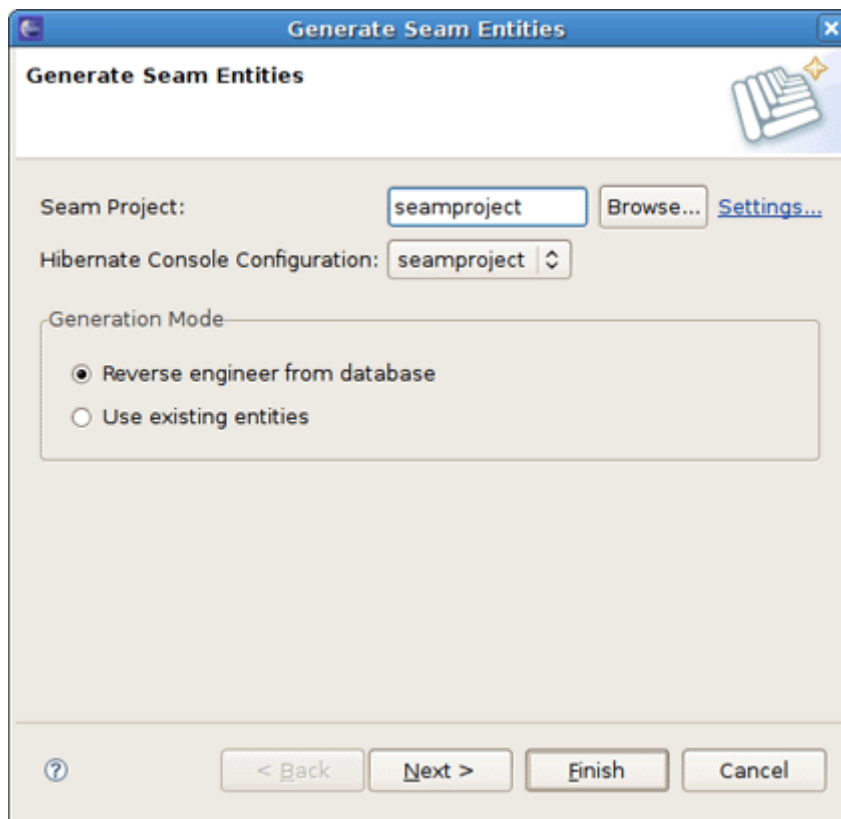 Generate Seam Entities
Generate Seam Entities
Seam Project: seamproject Browse... Settings...
Hibernate Console Configuration: seamproject
Generation Mode
Reverse engineer from database
Use existing entities
< Back Next > Finish Cancel